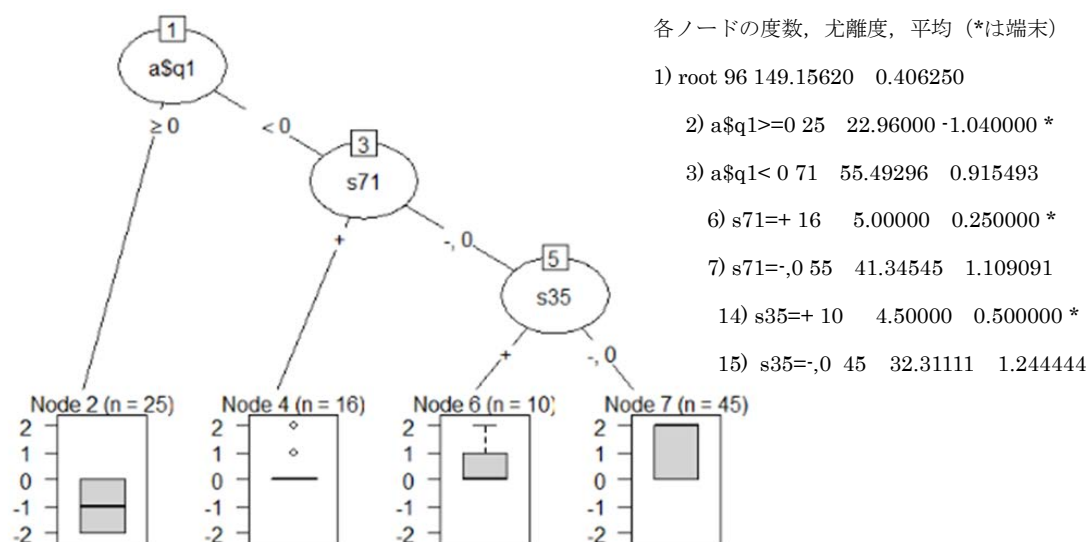 1
a$q1
≥ 0
< 0
3
s71
+
-, 0
5
s35
+
-, 0
Node 2 (n = 25)
Node 4 (n = 16)
Node 6 (n = 10)
Node 7 (n = 45)
2
1
0
-1
-2
2
1
0
-1
-2
2
1
0
-1
-2
2
1
0
-1
-2
各ノードの度数，尤離度，平均（*は端末）
1) root 96 149.15620 0.406250
2) a$q1>=0 25 22.96000 -1.040000 *
3) a$q1< 0 71 55.49296 0.915493
6) s71=+ 16 5.00000 0.250000 *
7) s71=-,0 55 41.34545 1.109091
14) s35=+ 10 4.50000 0.500000 *
15) s35=-,0 45 32.31111 1.244444